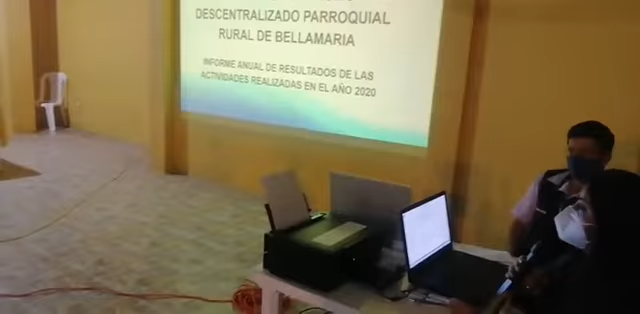 DESCENTRALIZADO PARROQUIAL
RURAL DE BELLAMARIA
INFORME ANUAL DE RESULTADOS DE LAS
ACTIVIDADES REALIZADAS EN EL AÑO 2020